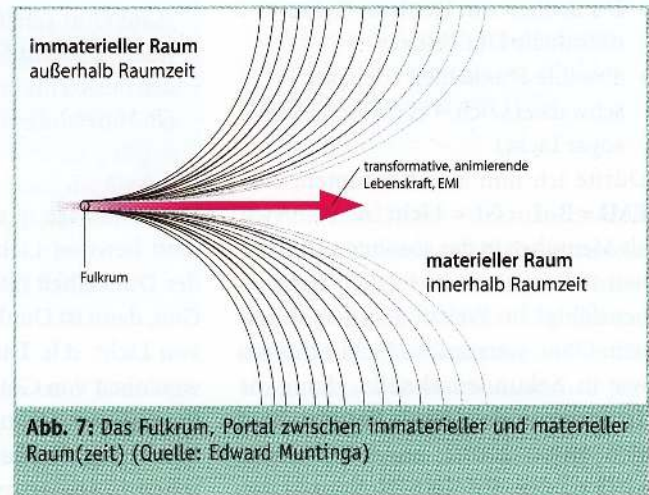 immaterieller Raum
außerhalb Raumzeit
transformative, animierende
Lebenskraft, EMI
Fulkrum
materieller Raum
innerhalb Raumzeit
Abb. 7: Das Fulkrum, Portal zwischen immaterieller und materieller
Raum(zeit) (Quelle: Edward Muntinga)